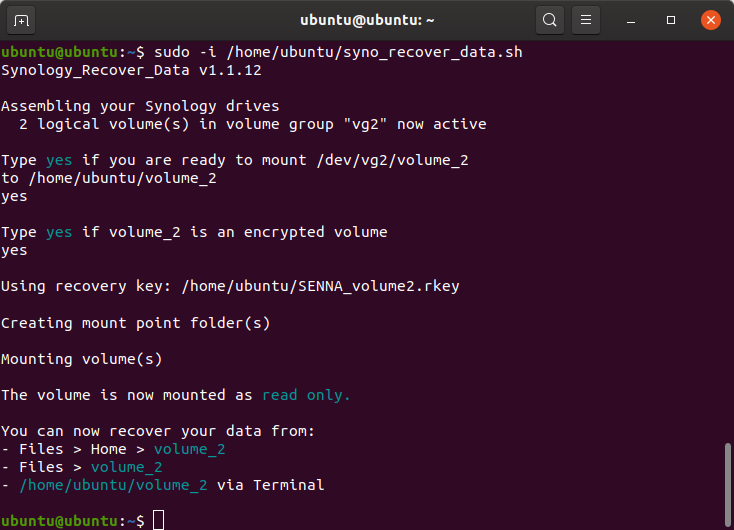 ubuntu@ubuntu: ~
ubuntu@ubuntu:~$ sudo -i /home/ubuntu/syno_recover_data.sh
Synology_Recover_Data v1.1.12
Assembling your Synology drives
2 logical volume(s) in volume group "vg2" now active
Type yes if you are ready to mount /dev/vg2/volume_2
to /home/ubuntu/volume_2
yes
Type yes if volume_2 is an encrypted volume
yes
Using recovery key: /home/ubuntu/SENNA_volume2.rkey
Creating mount point folder(s)
Mounting volume(s)
The volume is now mounted as read only.
You can now recover your data from:
- Files > Home > volume_2
- Files > volume_2
- /home/ubuntu/volume_2 via Terminal
ubuntu@ubuntu:~$